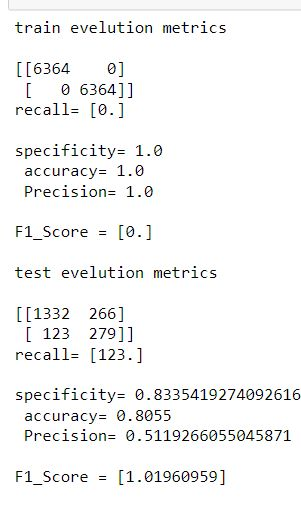 train evelution metrics
[[6364    0]
 [   0 6364]]
recall= [0.]
specificity= 1.0
 accuracy= 1.0
 Precision= 1.0
F1_Score = [0.]
test evelution metrics
[[1332  266]
 [ 123  279]]
recall= [123.]
specificity= 0.8335419274092616
 accuracy= 0.8055
 Precision= 0.5119266055045871
F1_Score = [1.01960959]